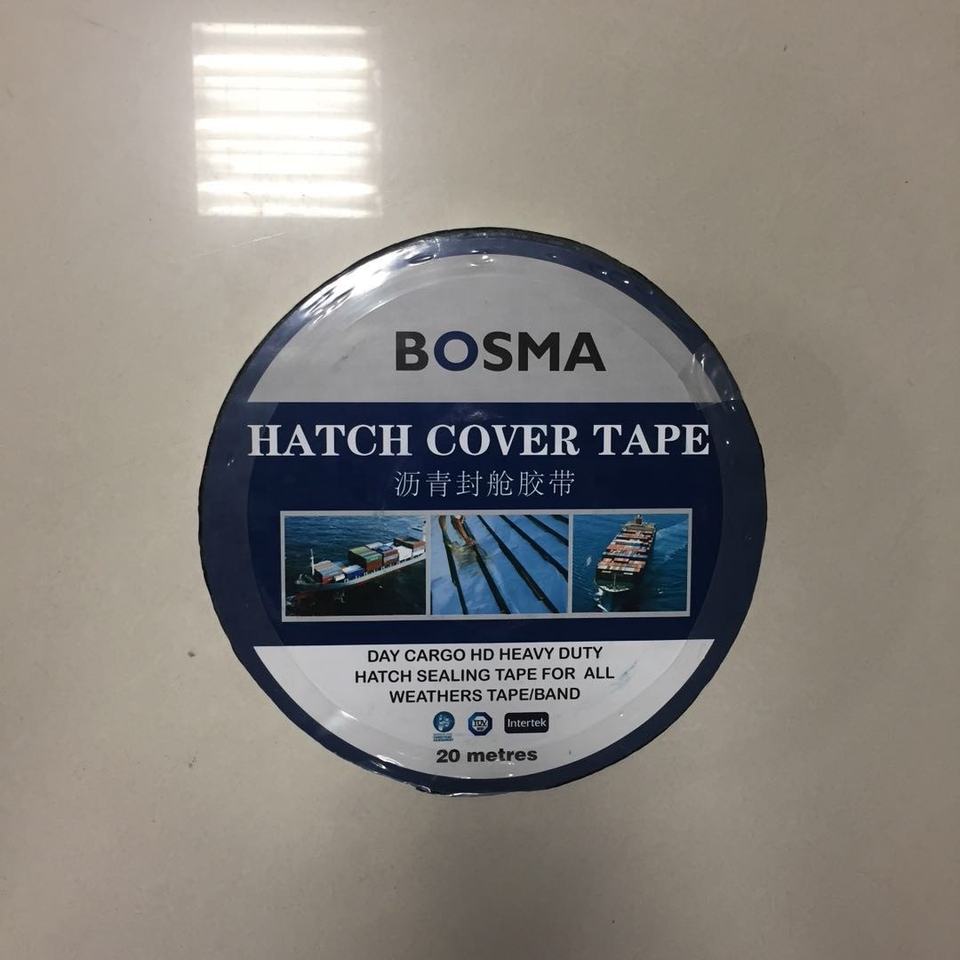 BOSMA
HATCH COVER TAPE
沥青封舱胶带
DAY CARGO HD HEAVY DUTY
HATCH SEALING TAPE FOR ALL
WEATHERS TAPE/BAND
TÜV Intertek
20 metres